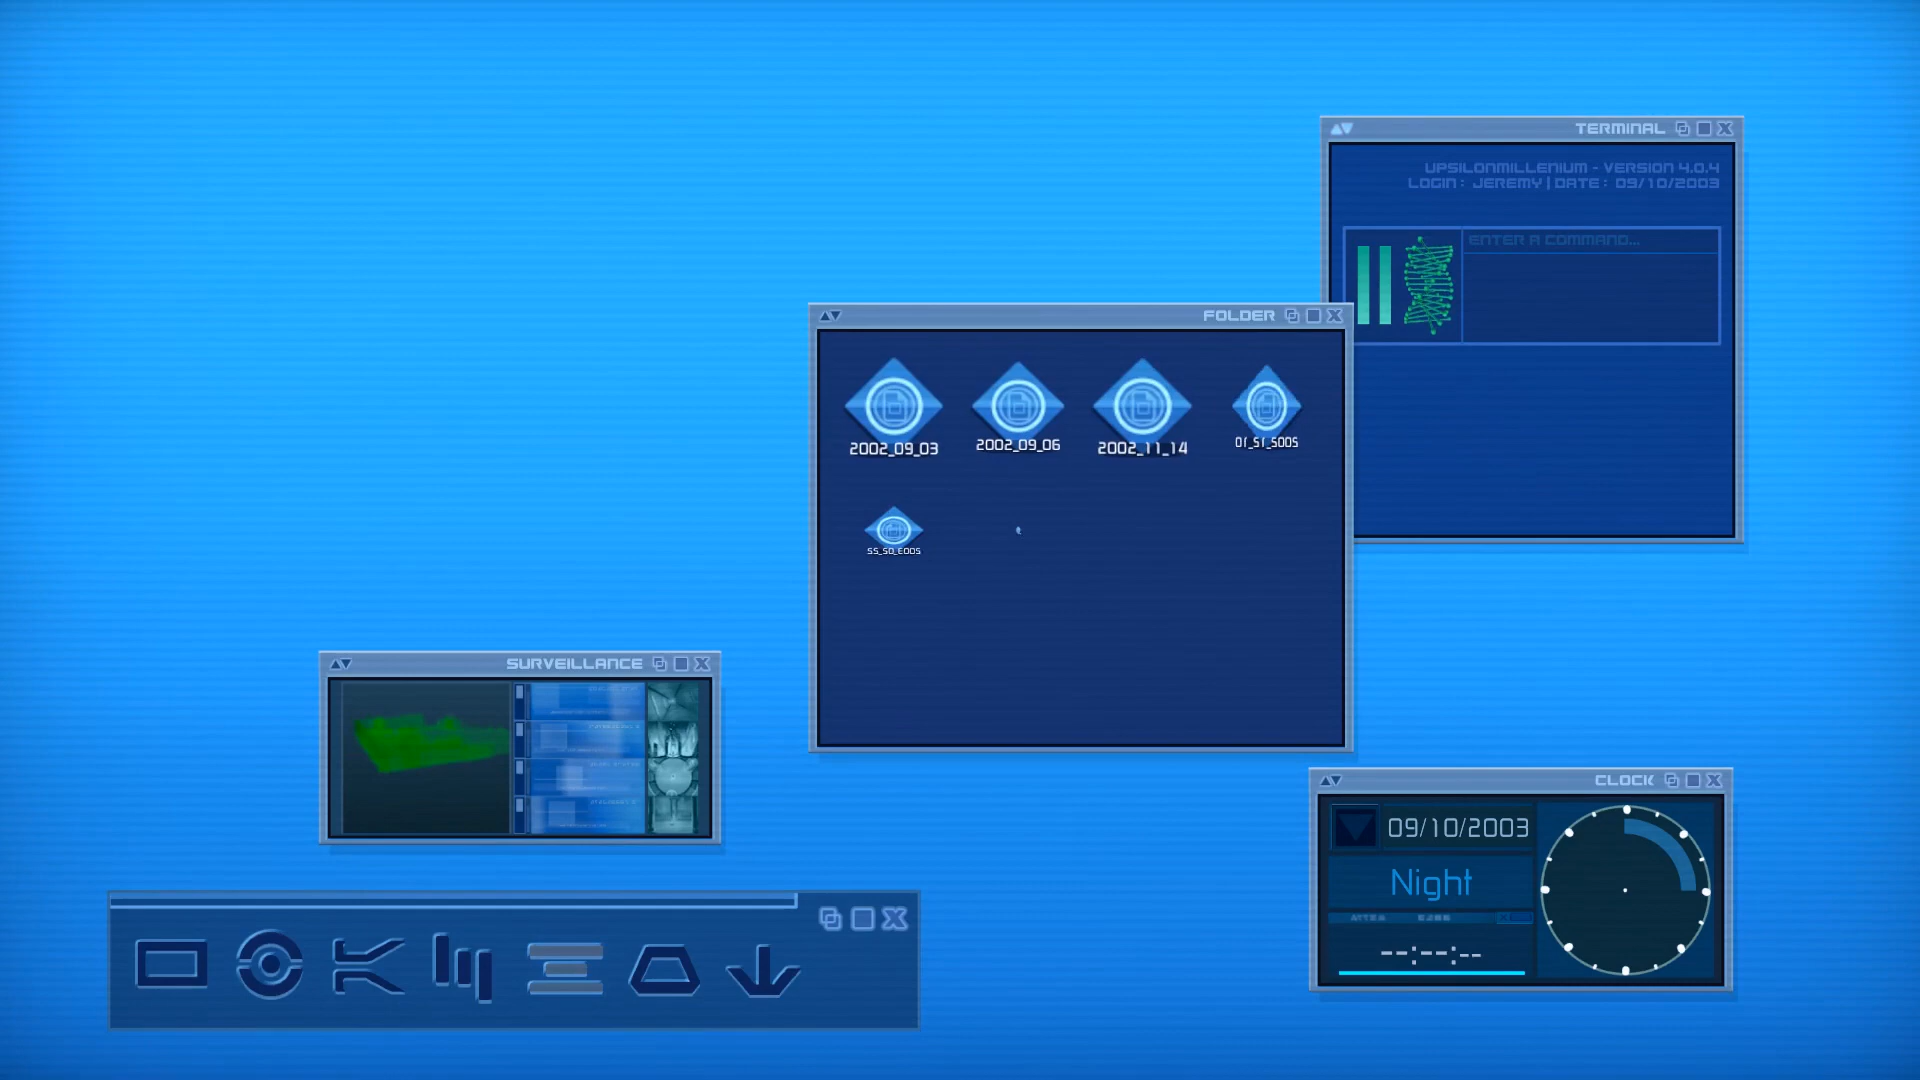 TERMINAL
UPSILONMILLENIUM - VERSION 4.0.4
LOGIN : JEREMY | DATE : 09/10/2003
ENTER A COMMAND...
FOLDER
2002_09_03
2002_09_06
2002_11_14
SURVEILLANCE
CLOCK
09/10/2003
Night
--:--:--